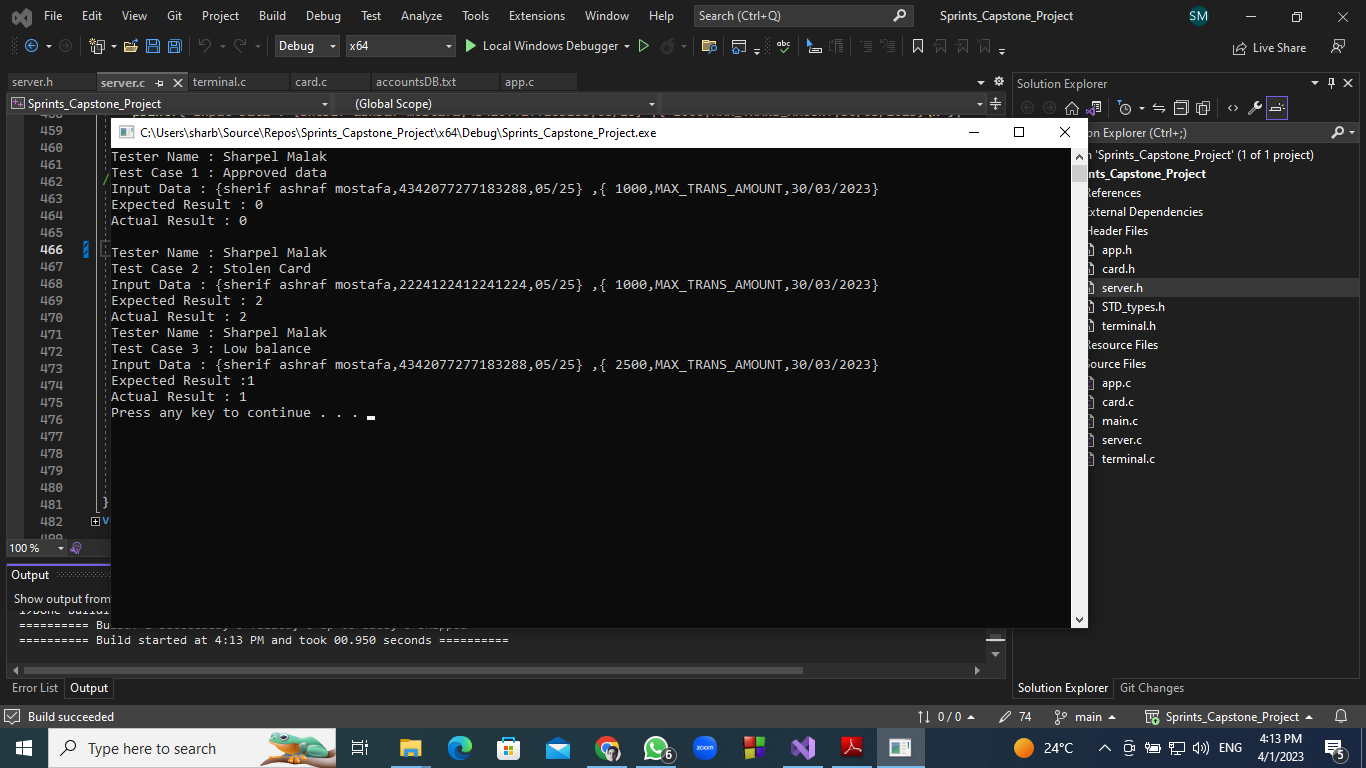 File Edit View Git Project Build Debug Test Analyze Tools Extensions Window Help Search (Ctrl+Q) Sprints_Capstone_Project SM
Debug x64 Local Windows Debugger Live Share
server.h server.c terminal.c card.c accountsDB.txt app.c
Sprints_Capstone_Project (Global Scope)
Solution Explorer
Explorer (Ctrl+;)
'Sprints_Capstone_Project' (1 of 1 project)
nts_Capstone_Project
References
External Dependencies
Header Files
app.h
card.h
server.h
STD_types.h
terminal.h
Resource Files
Source Files
app.c
card.c
main.c
server.c
terminal.c
459
460
461
462
463
464
465
466
467
468
469
470
471
472
473
474
475
476
477
478
479
480
481 }
482
C:\Users\sharb\Source\Repos\Sprints_Capstone_Project\x64\Debug\Sprints_Capstone_Project.exe
Tester Name : Sharpel Malak
Test Case 1 : Approved data
Input Data : {sherif ashraf mostafa,4342077277183288,05/25} ,{ 1000,MAX_TRANS_AMOUNT,30/03/2023}
Expected Result : 0
Actual Result : 0
Tester Name : Sharpel Malak
Test Case 2 : Stolen Card
Input Data : {sherif ashraf mostafa,2224122412241224,05/25} ,{ 1000,MAX_TRANS_AMOUNT,30/03/2023}
Expected Result : 2
Actual Result : 2
Tester Name : Sharpel Malak
Test Case 3 : Low balance
Input Data : {sherif ashraf mostafa,4342077277183288,05/25} ,{ 2500,MAX_TRANS_AMOUNT,30/03/2023}
Expected Result :1
Actual Result : 1
Press any key to continue . . .
100 %
Output
Show output from
========== Build started at 4:13 PM and took 00.950 seconds ==========
Error List Output
Solution Explorer Git Changes
Build succeeded 0 / 0 74 main Sprints_Capstone_Project
Type here to search 6 zoom 24°C ENG 4:13 PM
4/1/2023 5